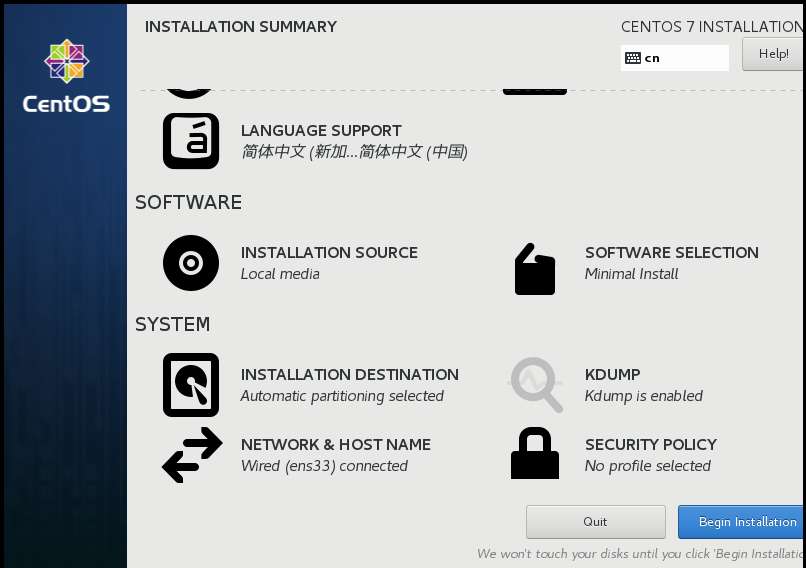 INSTALLATION SUMMARY
CENTOS 7 INSTALLATION
cn
Help!
CentOS
á
LANGUAGE SUPPORT
简体中文 (新加...简体中文 (中国)
SOFTWARE
INSTALLATION SOURCE
Local media
SOFTWARE SELECTION
Minimal Install
SYSTEM
INSTALLATION DESTINATION
Automatic partitioning selected
KDUMP
Kdump is enabled
NETWORK & HOST NAME
Wired (ens33) connected
SECURITY POLICY
No profile selected
Quit
Begin Installation
We won't touch your disks until you click 'Begin Installatio